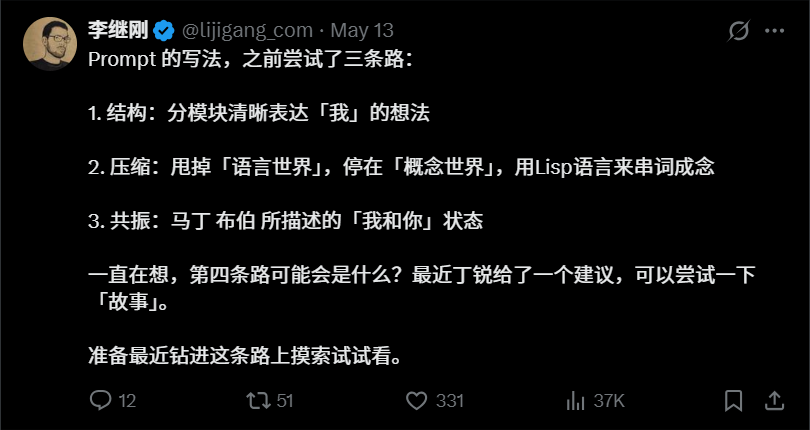 李继刚 @lijigang_com · May 13
Prompt 的写法，之前尝试了三条路：
1. 结构：分模块清晰表达「我」的想法
2. 压缩：甩掉「语言世界」，停在「概念世界」，用Lisp语言来串词成念
3. 共振：马丁 布伯 所描述的「我和你」状态
一直在想，第四条路可能会是什么？最近丁锐给了一个建议，可以尝试一下
「故事」。
准备最近钻进这条路上摸索试试看。
12 51 331 37K